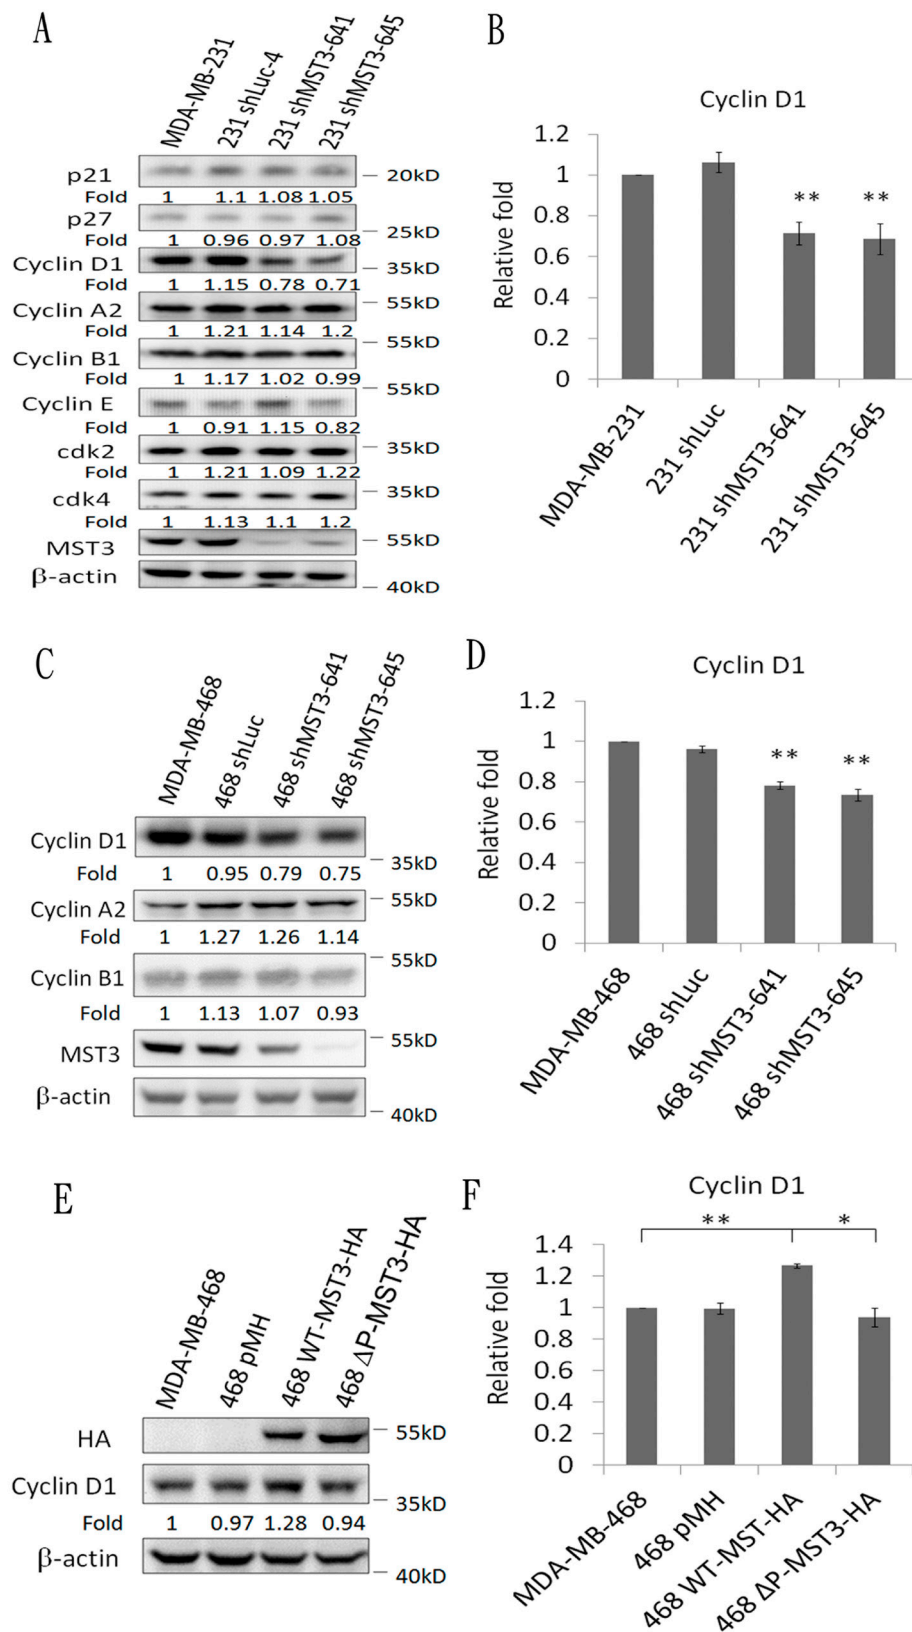 A
MDA-MB-231
231 shLuc-4
231 shMST3-641
231 shMST3-645
p21
20kD
Fold 1 1.1 1.08 1.05
p27
25kD
Fold 1 0.96 0.97 1.08
Cyclin D1
35kD
Fold 1 1.15 0.78 0.71
Cyclin A2
55kD
Fold 1 1.21 1.14 1.2
55kD
Cyclin B1
Fold 1 1.17 1.02 0.99
55kD
Cyclin E
Fold 1 0.91 1.15 0.82
cdk2
35kD
Fold 1 1.21 1.09 1.22
cdk4
35kD
Fold 1 1.13 1.1 1.2
MST3
55kD
β-actin
40kD
B
Cyclin D1
Relative fold
1.2
1
0.8
0.6
0.4
0.2
0
**
**
MDA-MB-231
231 shLuc
231 shMST3-641
231 shMST3-645
C
MDA-MB-468
468 shLuc
468 shMST3-641
468 shMST3-645
Cyclin D1
35kD
Fold 1 0.95 0.79 0.75
Cyclin A2
55kD
Fold 1 1.27 1.26 1.14
55kD
Cyclin B1
Fold 1 1.13 1.07 0.93
MST3
55kD
β-actin
40kD
D
Cyclin D1
Relative fold
1.2
1
0.8
0.6
0.4
0.2
0
**
**
MDA-MB-468
468 shLuc
468 shMST3-641
468 shMST3-645
E
MDA-MB-468
468 pMH
468 WT-MST3-HA
468 ΔP-MST3-HA
HA
55kD
Cyclin D1
35kD
Fold 1 0.97 1.28 0.94
β-actin
40kD
F
Cyclin D1
** *
Relative fold
1.4
1.2
1
0.8
0.6
0.4
0.2
0
MDA-MB-468
468 pMH
468 WT-MST-HA
468 ΔP-MST3-HA